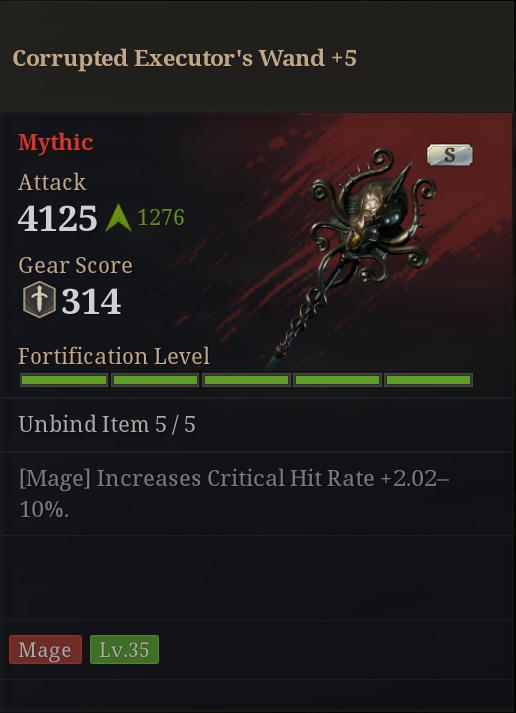 Corrupted Executor's Wand +5
Mythic
S
Attack
4125 1276
Gear Score
314
Fortification Level
Unbind Item 5 / 5
[Mage] Increases Critical Hit Rate +2.02–
10%.
Mage Lv.35